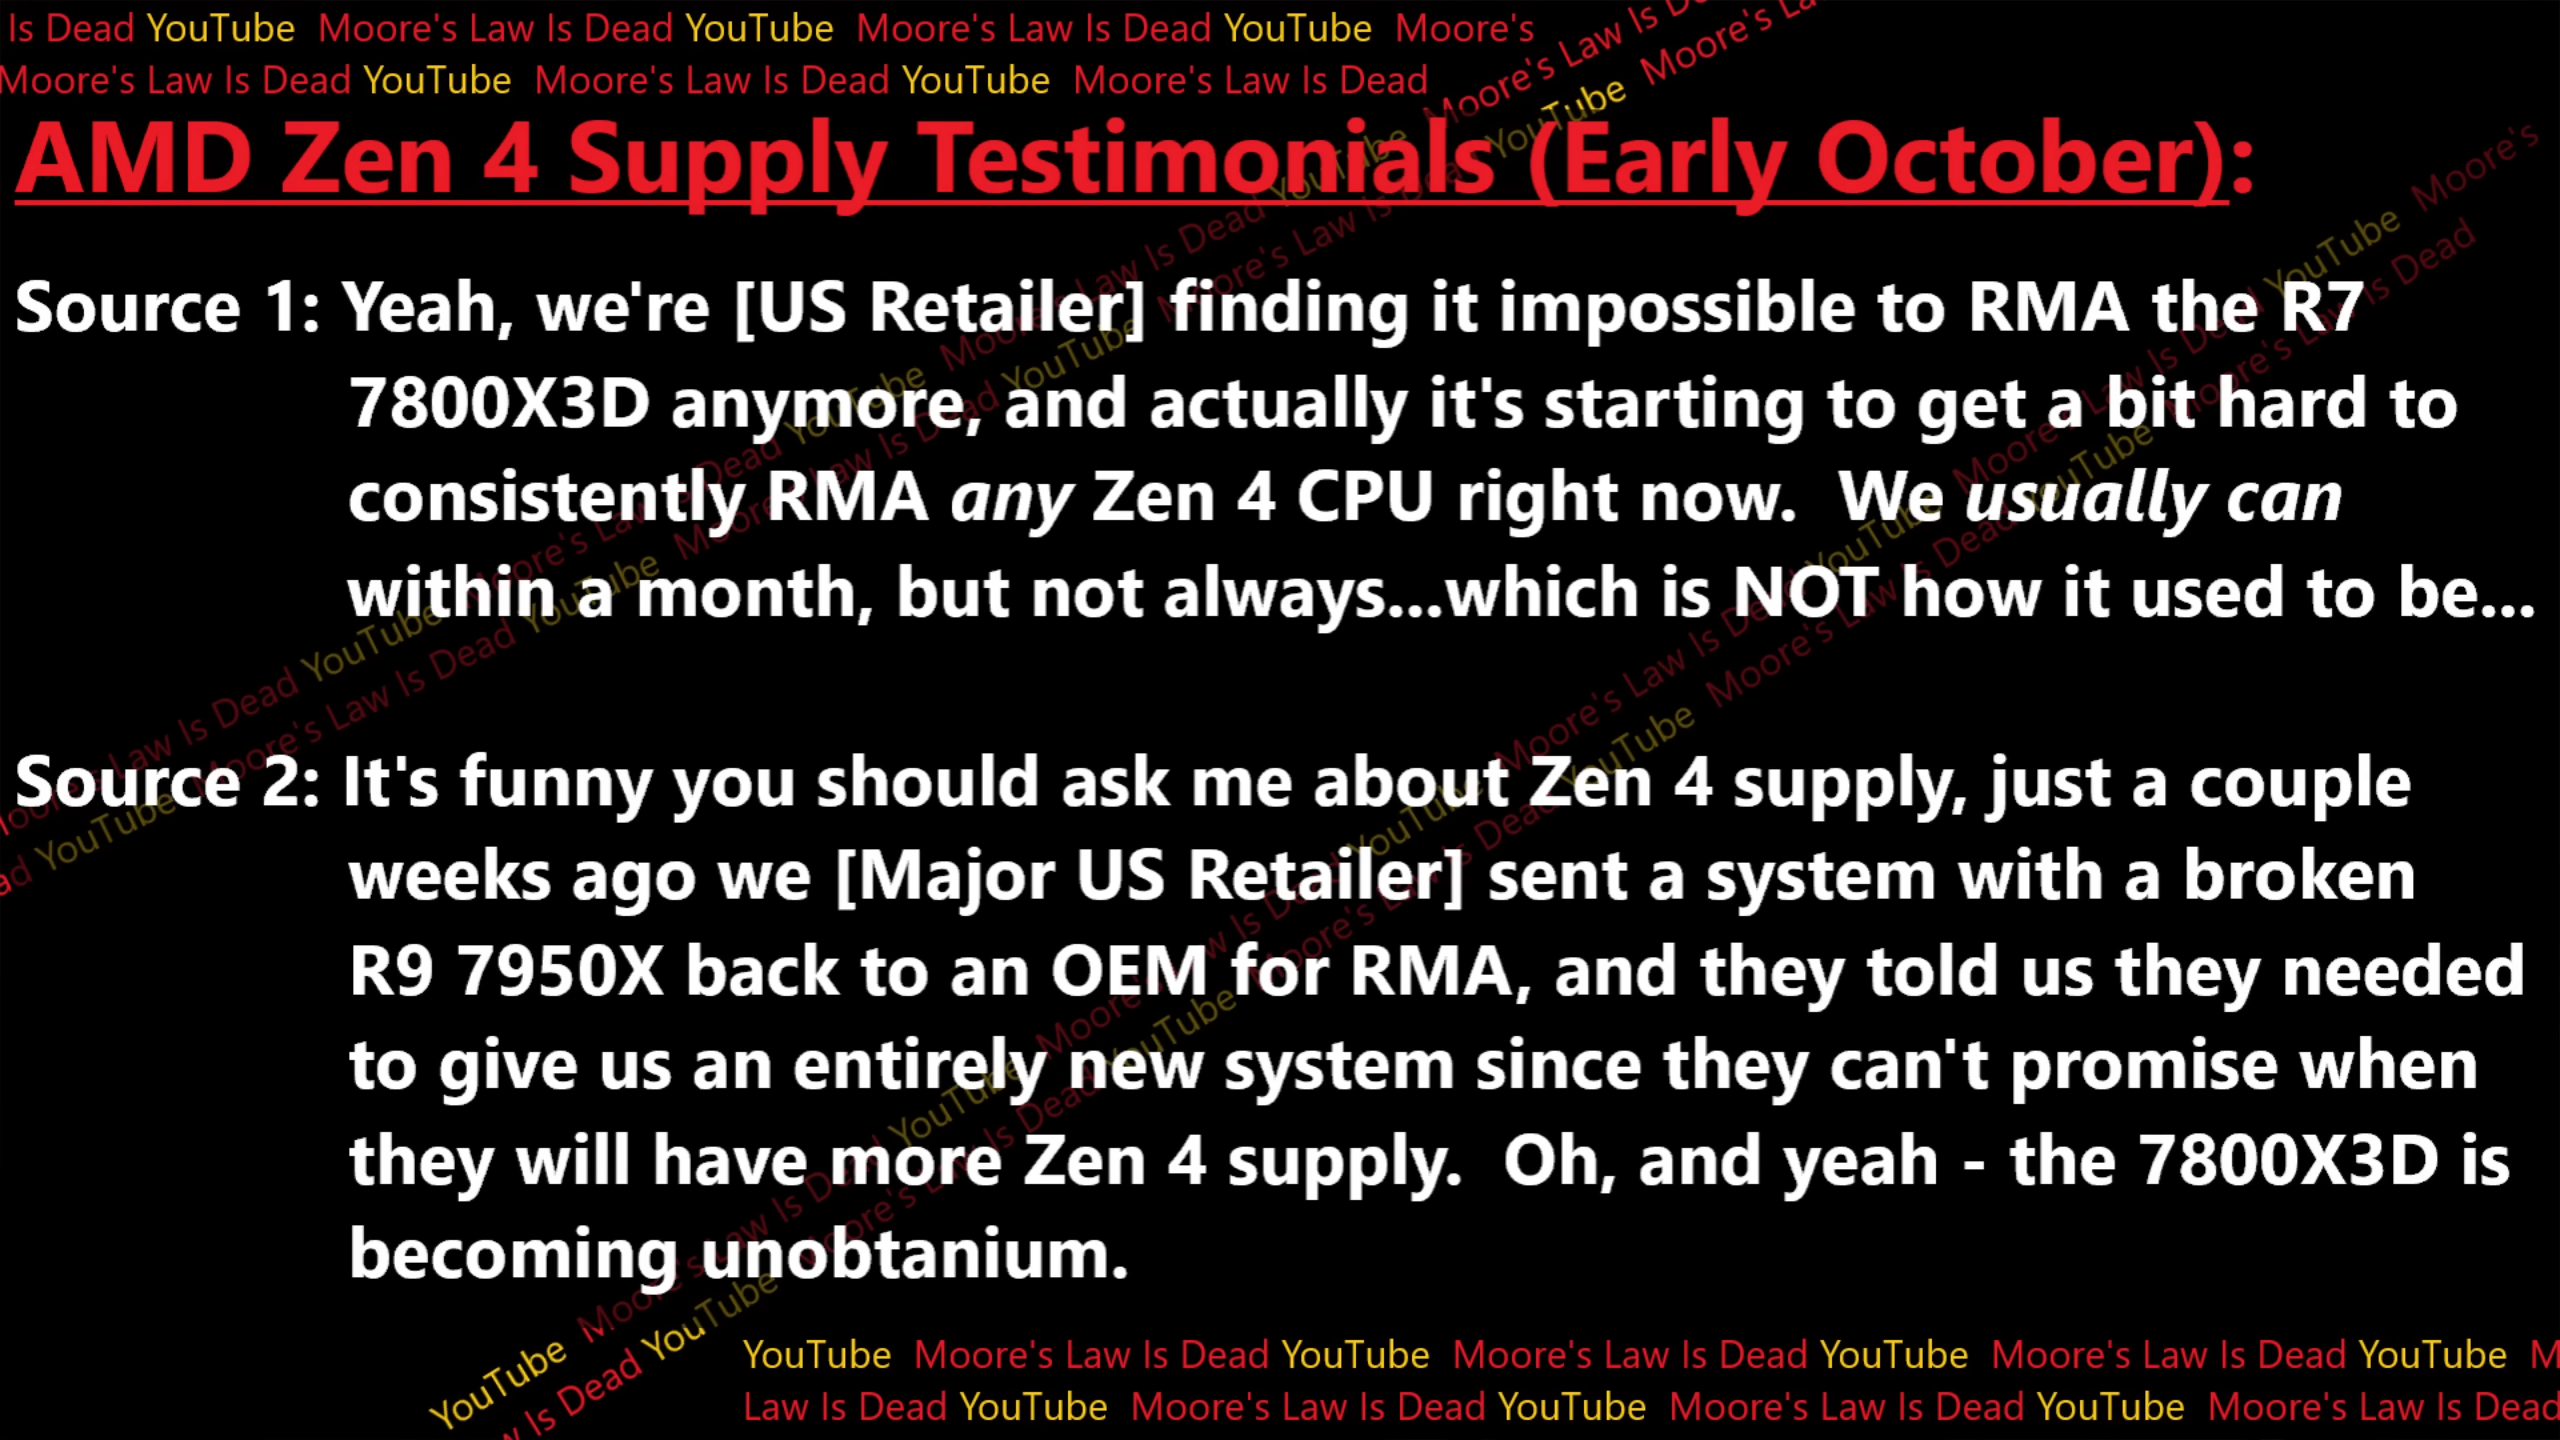 Is Dead YouTube Moore's Law Is Dead YouTube Moore's Law Is Dead YouTube Moore's
Moore's Law Is Dead YouTube Moore's Law Is Dead YouTube Moore's Law Is Dead
AMD Zen 4 Supply Testimonials (Early October):
Source 1: Yeah, we're [US Retailer] finding it impossible to RMA the R7
7800X3D anymore, and actually it's starting to get a bit hard to
consistently RMA any Zen 4 CPU right now. We usually can
within a month, but not always...which is NOT how it used to be...
Source 2: It's funny you should ask me about Zen 4 supply, just a couple
weeks ago we [Major US Retailer] sent a system with a broken
R9 7950X back to an OEM for RMA, and they told us they needed
to give us an entirely new system since they can't promise when
they will have more Zen 4 supply. Oh, and yeah - the 7800X3D is
becoming unobtanium.
YouTube Moore's Law Is Dead YouTube Moore's Law Is Dead YouTube Moore's Law Is Dead YouTube M
Law Is Dead YouTube Moore's Law Is Dead YouTube Moore's Law Is Dead YouTube Moore's Law Is Dead